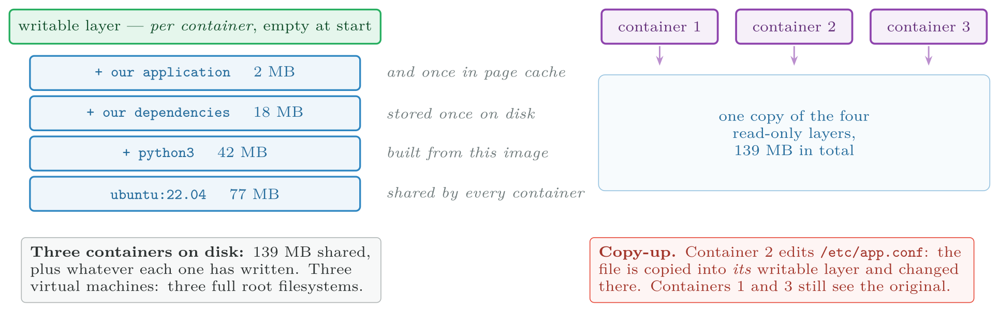 writable layer — per container, empty at start
+ our application 2 MB
+ our dependencies 18 MB
+ python3 42 MB
ubuntu:22.04 77 MB
and once in page cache
stored once on disk
built from this image
shared by every container
container 1
container 2
container 3
one copy of the four
read-only layers,
139 MB in total
Three containers on disk: 139 MB shared,
plus whatever each one has written. Three
virtual machines: three full root filesystems.
Copy-up. Container 2 edits /etc/app.conf: the
file is copied into its writable layer and changed
there. Containers 1 and 3 still see the original.